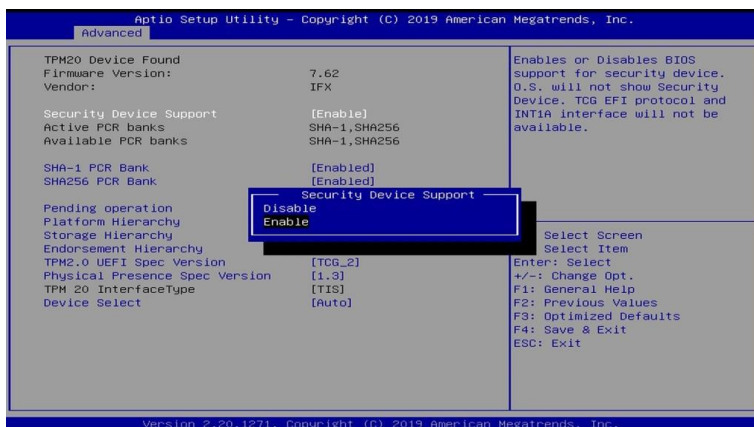 Aptio Setup Utility – Copyright (C) 2019 American Megatrends, Inc.
Advanced
TPM20 Device Found
Firmware Version: 7.62
Vendor: IFX
Security Device Support [Enable]
Active PCR banks SHA-1,SHA256
Available PCR banks SHA-1,SHA256
SHA-1 PCR Bank [Enabled]
SHA256 PCR Bank [Enabled]
Pending operation
Platform Hierarchy
Storage Hierarchy
Endorsement Hierarchy
TPM2.0 UEFI Spec Version [TCG_2]
Physical Presence Spec Version [1.3]
TPM 20 InterfaceType [TIS]
Device Select [Auto]
Security Device Support
Disable
Enable
Enables or Disables BIOS
support for security device.
O.S. will not show Security
Device. TCG EFI protocol and
INT1A interface will not be
available.
Select Screen
Select Item
Enter: Select
+/-: Change Opt.
F1: General Help
F2: Previous Values
F3: Optimized Defaults
F4: Save & Exit
ESC: Exit
Version 2.20.1271. Copyright (C) 2019 American Megatrends, Inc.